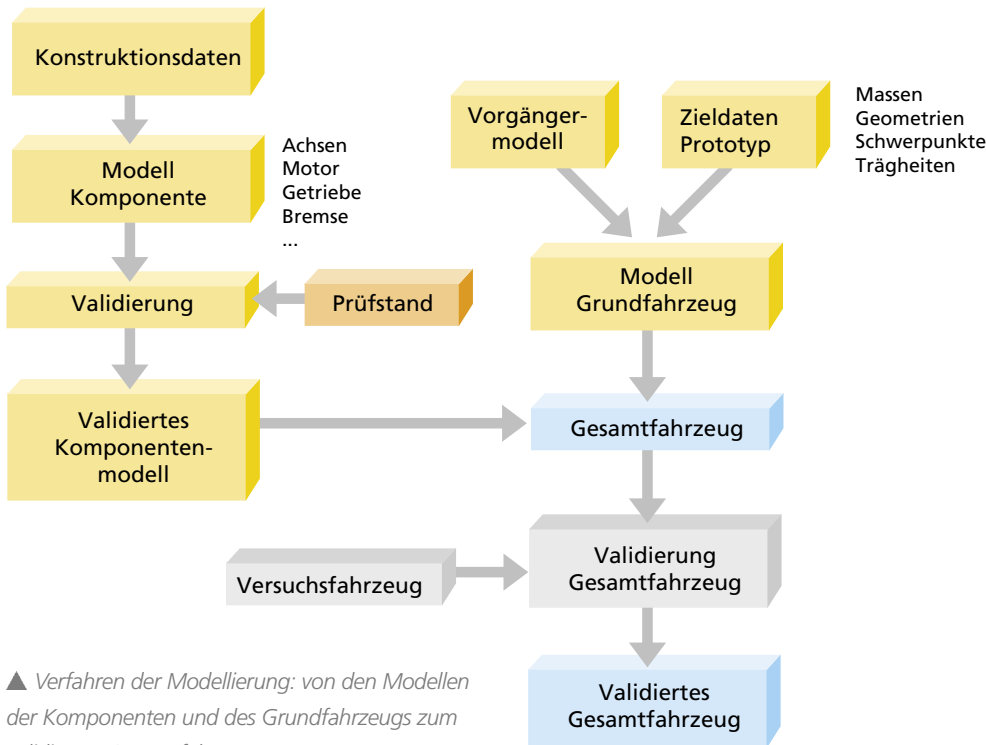 Konstruktionsdaten
Modell
Komponente
Achsen
Motor
Getriebe
Bremse
...
Validierung
Prüfstand
Validiertes
Komponenten-
modell
Vorgänger-
modell
Zieldaten
Prototyp
Massen
Geometrien
Schwerpunkte
Trägheiten
Modell
Grundfahrzeug
Gesamtfahrzeug
Versuchsfahrzeug
Validierung
Gesamtfahrzeug
Validiertes
Gesamtfahrzeug
▲ Verfahren der Modellierung: von den Modellen
der Komponenten und des Grundfahrzeugs zum